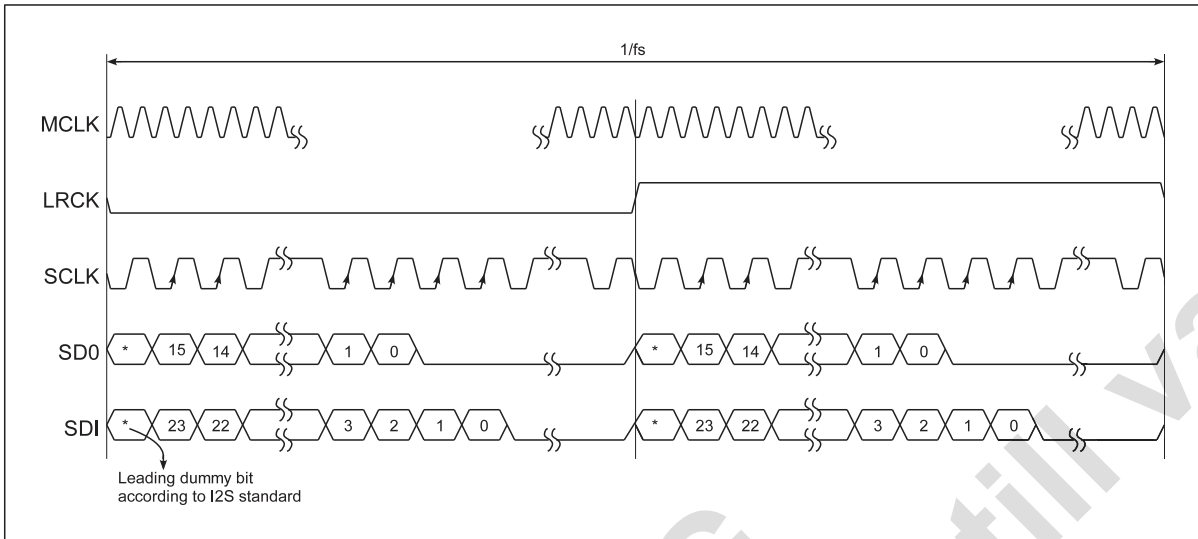 1/fs
MCLK
LRCK
SCLK
SD0 * 15 14 1 0 * 15 14 1 0
SDI * 23 22 3 2 1 0 * 23 22 3 2 1 0
Leading dummy bit
according to I2S standard
still